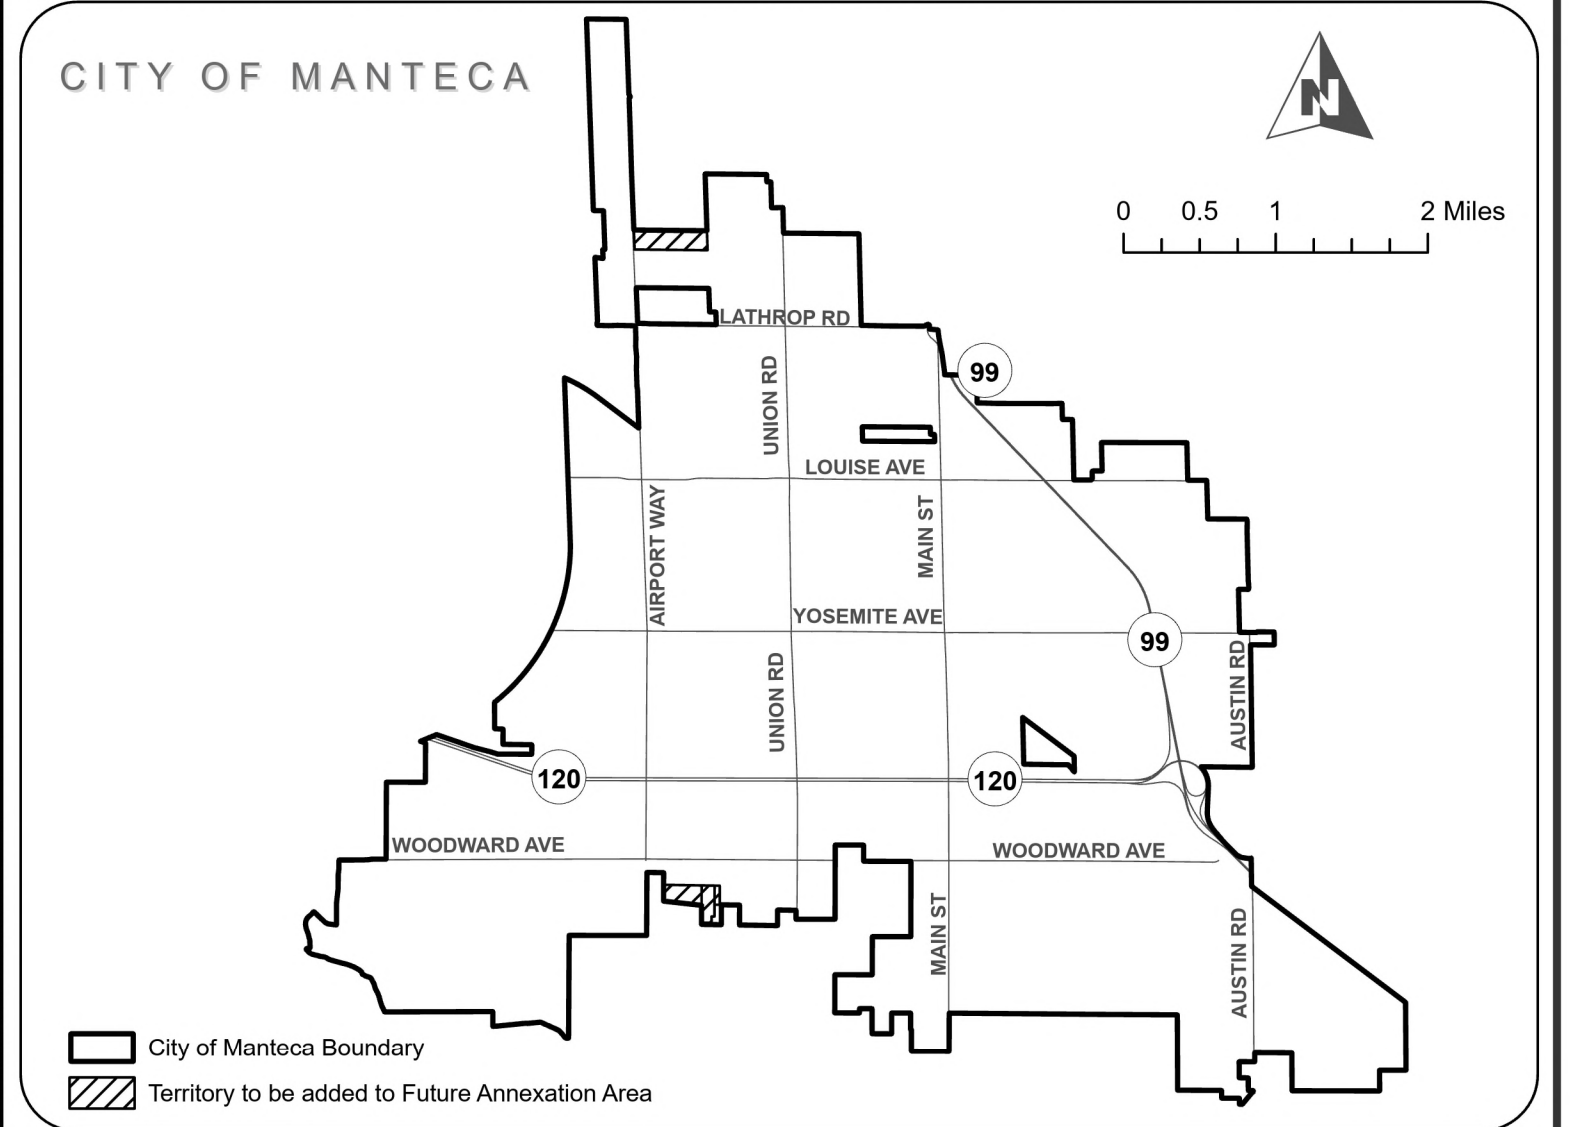 CITY OF MANTECA
N
0 0.5 1 2 Miles
LATHROP RD
99
UNION RD
LOUISE AVE
AIRPORT WAY
MAIN ST
YOSEMITE AVE
99
UNION RD
AUSTIN RD
120
120
WOODWARD AVE
WOODWARD AVE
MAIN ST
AUSTIN RD
City of Manteca Boundary
Territory to be added to Future Annexation Area